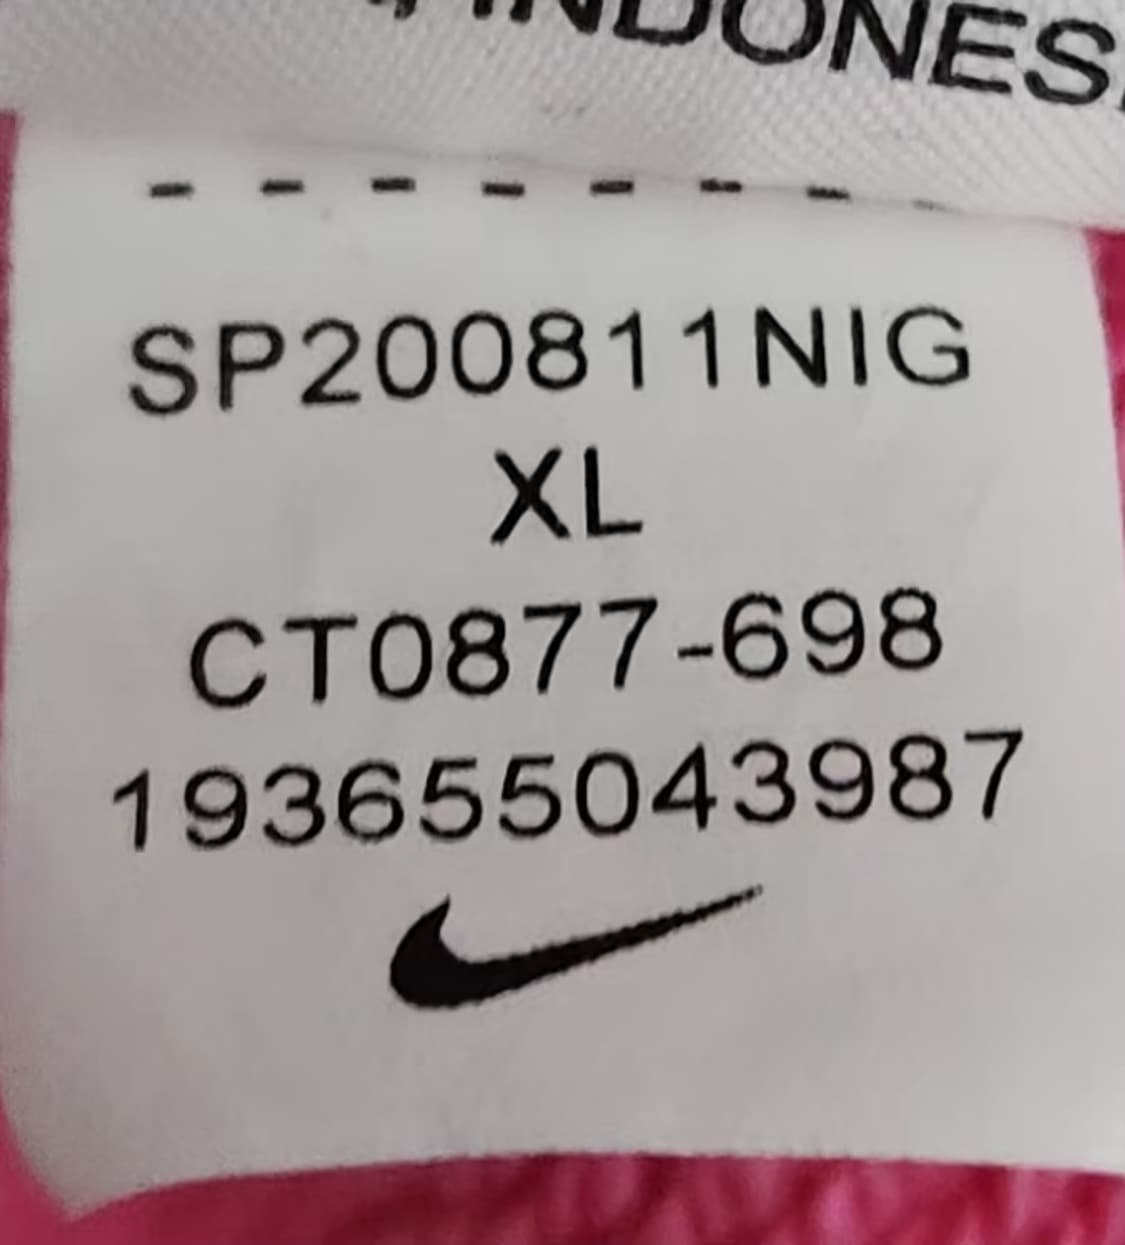 INDONES
- - - - - - - -
SP200811NIG
XL
CT0877-698
193655043987